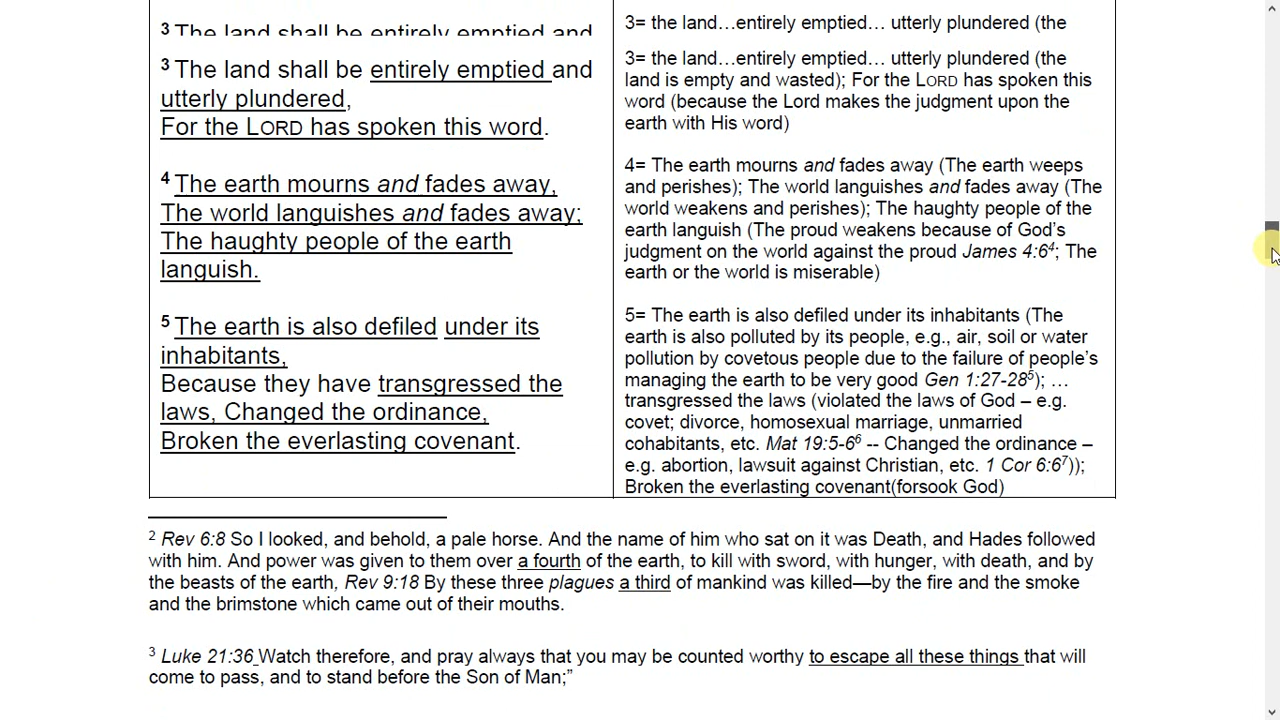 3 The land shall be entirely emptied and
3 The land shall be entirely emptied and
utterly plundered,
For the LORD has spoken this word.
4 The earth mourns and fades away,
The world languishes and fades away;
The haughty people of the earth
languish.
5 The earth is also defiled under its
inhabitants,
Because they have transgressed the
laws, Changed the ordinance,
Broken the everlasting covenant.
3= the land…entirely emptied… utterly plundered (the
3= the land…entirely emptied… utterly plundered (the
land is empty and wasted); For the LORD has spoken this
word (because the Lord makes the judgment upon the
earth with His word)
4= The earth mourns and fades away (The earth weeps
and perishes); The world languishes and fades away (The
world weakens and perishes); The haughty people of the
earth languish (The proud weakens because of God's
judgment on the world against the proud James 4:6⁴; The
earth or the world is miserable)
5= The earth is also defiled under its inhabitants (The
earth is also polluted by its people, e.g., air, soil or water
pollution by covetous people due to the failure of people's
managing the earth to be very good Gen 1:27-28⁵); …
transgressed the laws (violated the laws of God – e.g.
covet; divorce, homosexual marriage, unmarried
cohabitants, etc. Mat 19:5-6⁶ -- Changed the ordinance –
e.g. abortion, lawsuit against Christian, etc. 1 Cor 6:6⁷));
Broken the everlasting covenant(forsook God)
2 Rev 6:8 So I looked, and behold, a pale horse. And the name of him who sat on it was Death, and Hades followed
with him. And power was given to them over a fourth of the earth, to kill with sword, with hunger, with death, and by
the beasts of the earth, Rev 9:18 By these three plagues a third of mankind was killed—by the fire and the smoke
and the brimstone which came out of their mouths.
3 Luke 21:36 Watch therefore, and pray always that you may be counted worthy to escape all these things that will
come to pass, and to stand before the Son of Man;”